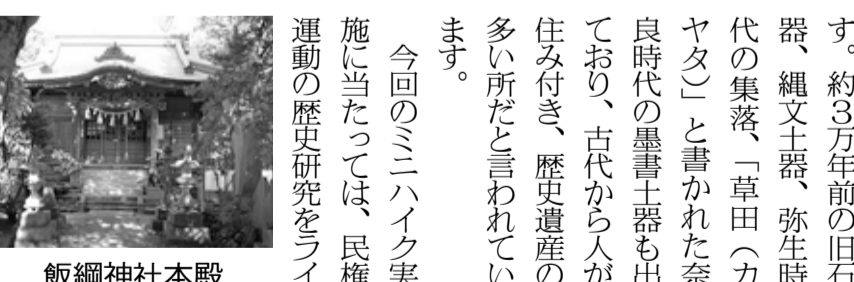 す。約３万年前の旧石
器、縄文土器、弥生時
代の集落、「草田（カ
ヤタ）」と書かれた奈
良時代の墨書土器も出
ており、古代から人が
住み付き、歴史遺産の
多い所だと言われてい
ます。
今回のミニハイク実
施に当たっては、民権
運動の歴史研究をライ
飯綱神社本殿